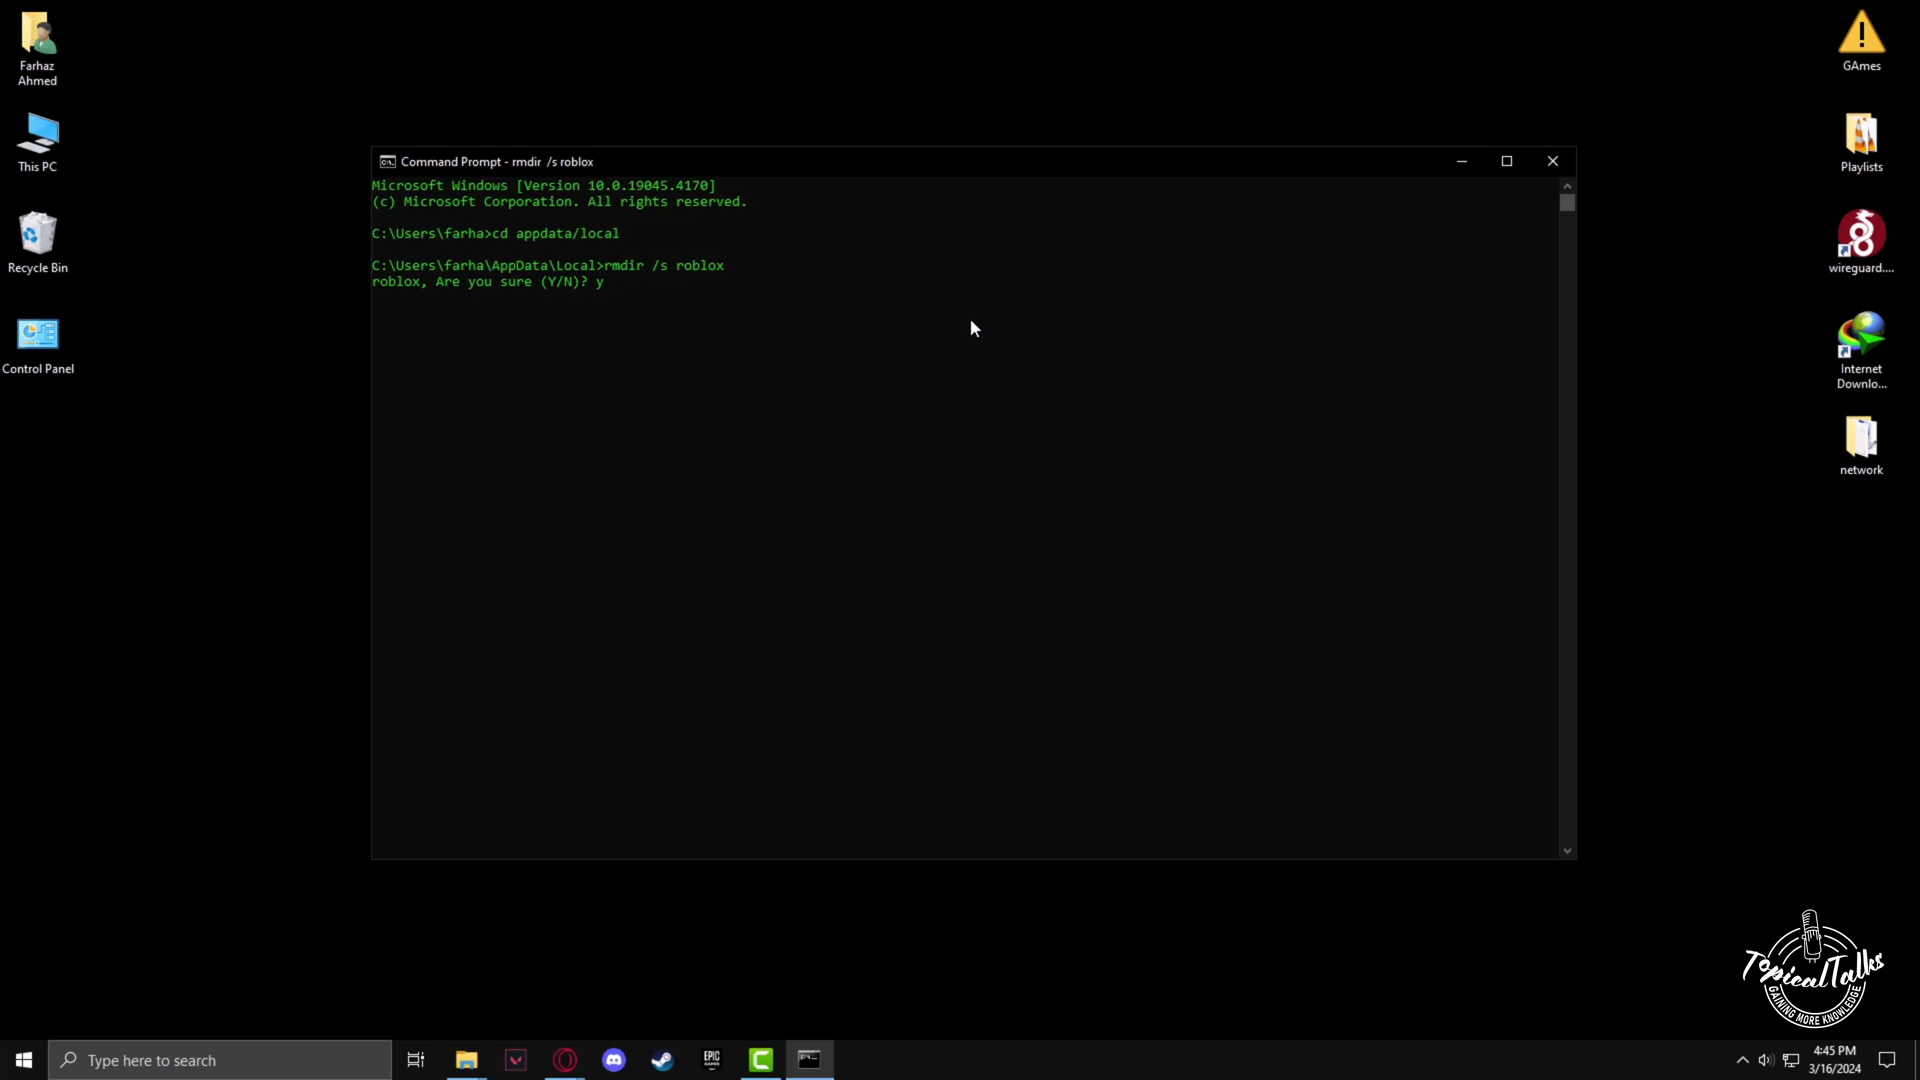 Farhaz
Ahmed
This PC
Recycle Bin
Control Panel
Command Prompt - rmdir  /s roblox
Microsoft Windows [Version 10.0.19045.4170]
(c) Microsoft Corporation. All rights reserved.
C:\Users\farha>cd appdata/local
C:\Users\farha\AppData\Local>rmdir /s roblox
roblox, Are you sure (Y/N)? y
GAmes
Playlists
wireguard....
Internet
Downlo...
network
TopicalTalks
GAINING MORE KNOWLEDGE
Type here to search
EPIC
GAMES
4:45 PM
3/16/2024